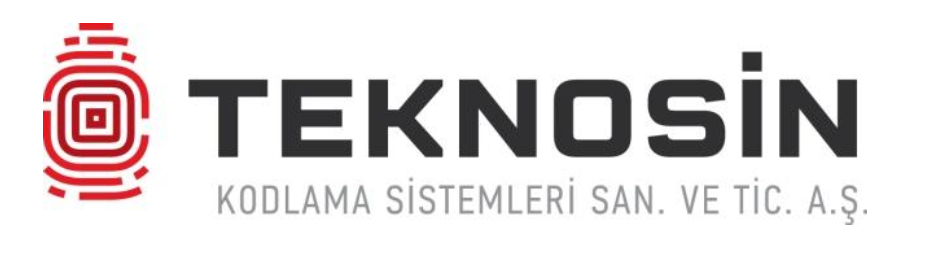 TEKNOSİN
KODLAMA SİSTEMLERİ SAN. VE TİC. A.Ş.